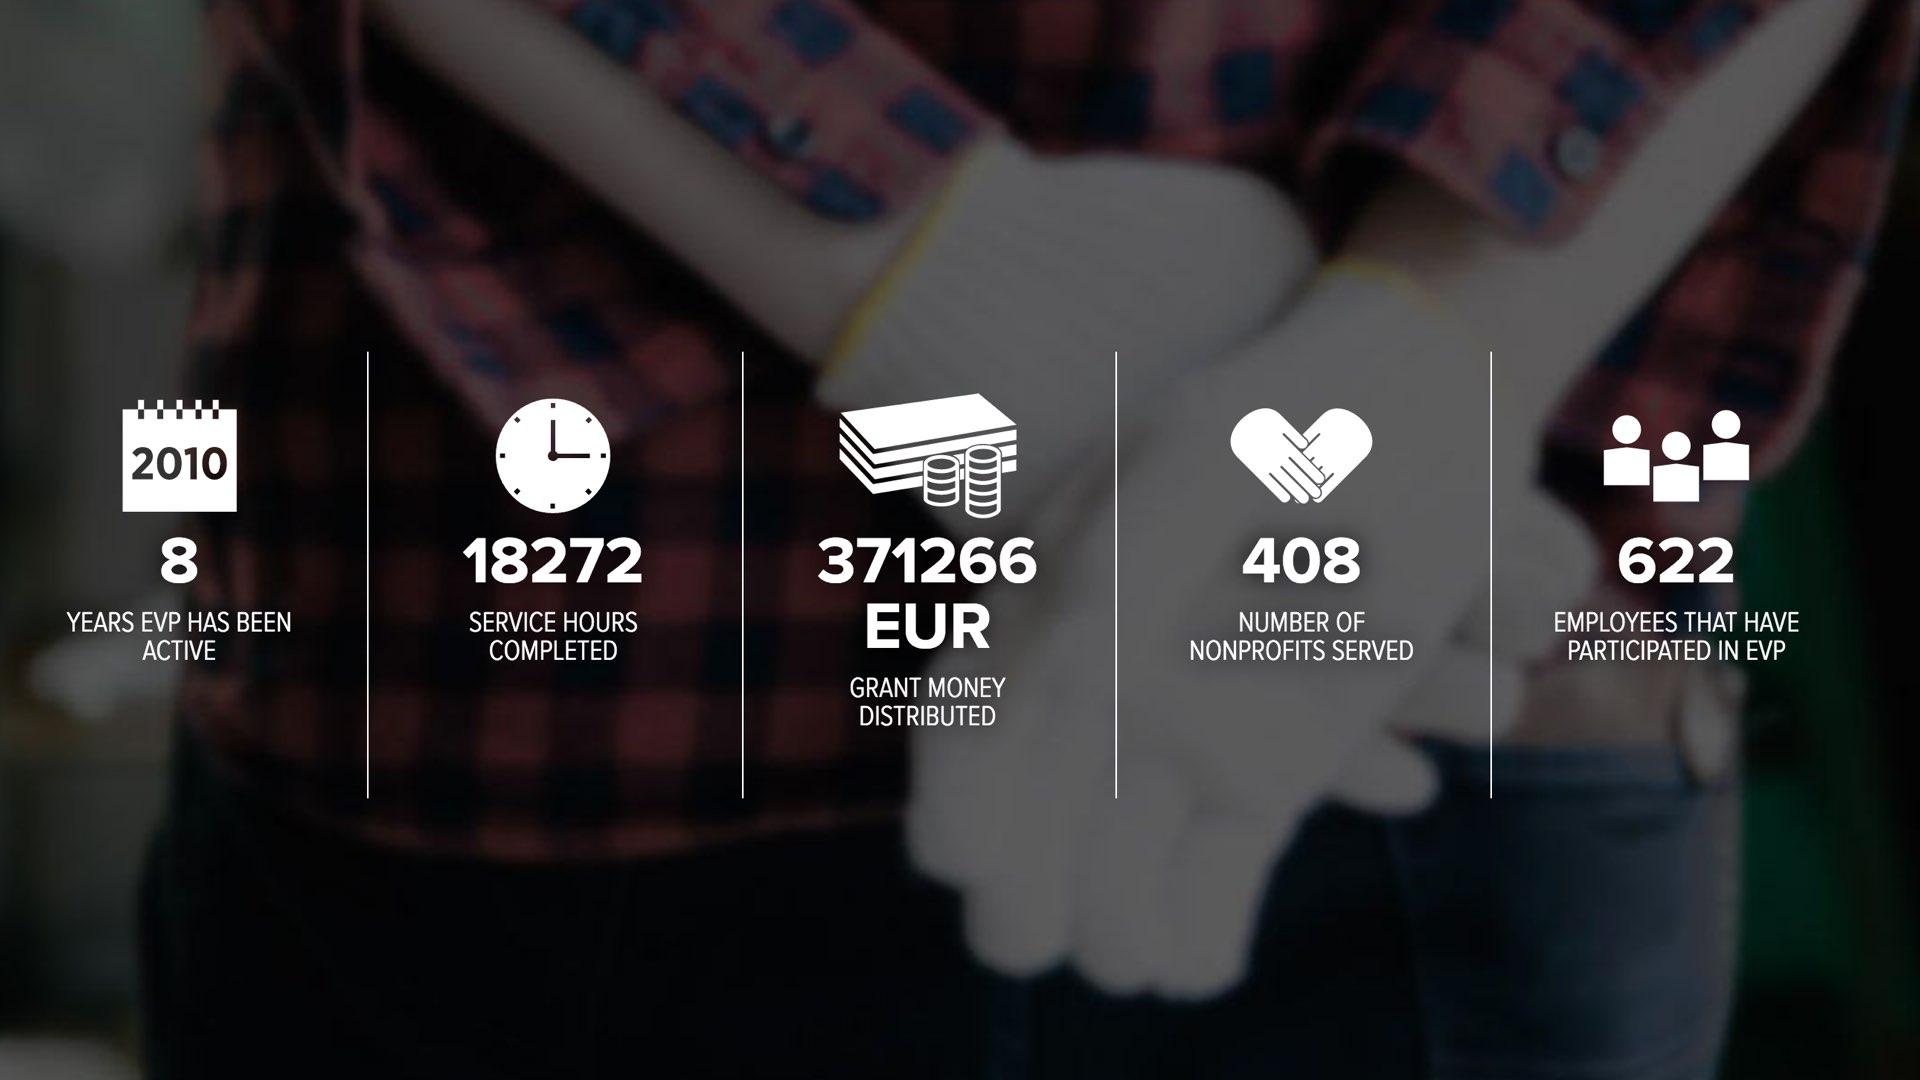 2010
8
YEARS EVP HAS BEEN
ACTIVE
18272
SERVICE HOURS
COMPLETED
371266
EUR
GRANT MONEY
DISTRIBUTED
408
NUMBER OF
NONPROFITS SERVED
622
EMPLOYEES THAT HAVE
PARTICIPATED IN EVP